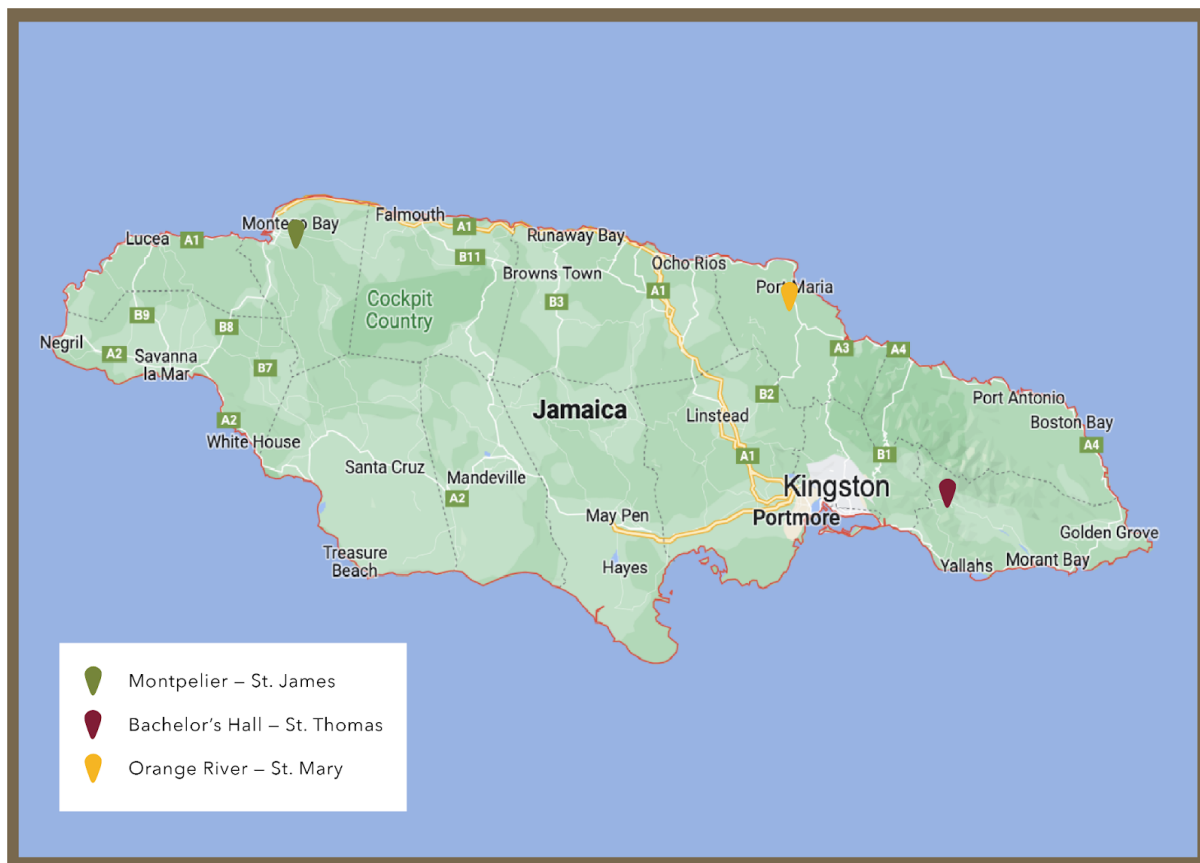 Montego Bay
Falmouth
A1
Runaway Bay
Lucea
A1
B11
Ocho Rios
Browns Town
Port Maria
Cockpit
Country
B3
A1
B9
B8
Negril
A2
Savanna
la Mar
B7
A3
A4
B2
Port Antonio
Jamaica
Linstead
Boston Bay
A2
White House
A4
A1
B1
Santa Cruz
Mandeville
A2
Kingston
May Pen
Portmore
Golden Grove
Treasure
Beach
Hayes
Yallahs
Morant Bay
Montpelier – St. James
Bachelor’s Hall – St. Thomas
Orange River – St. Mary